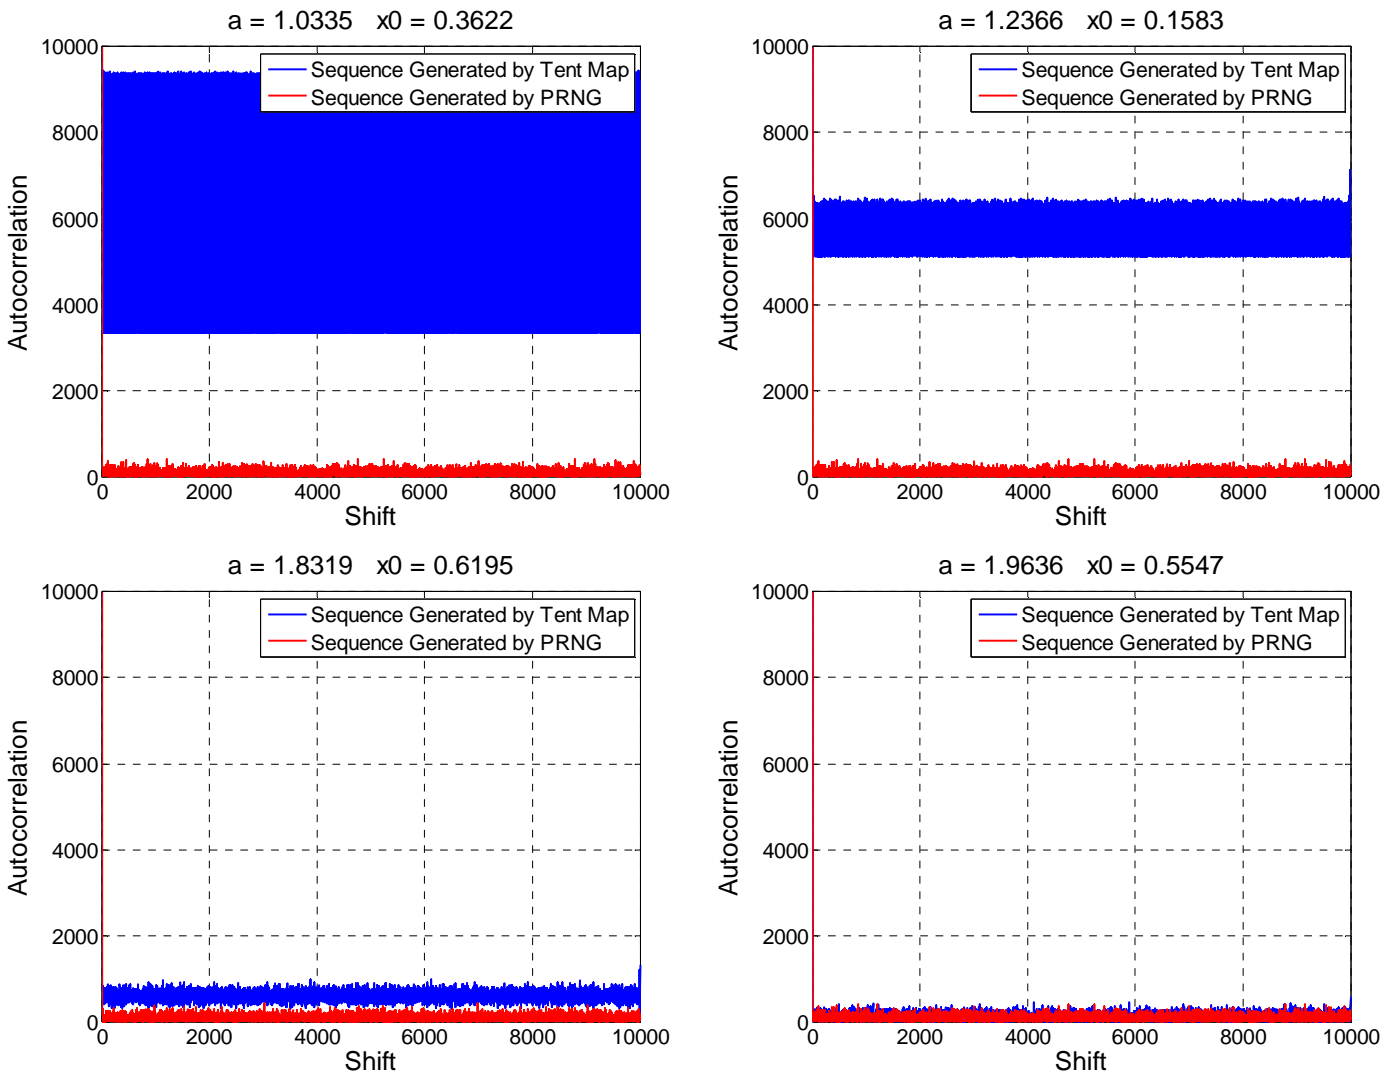 a = 1.0335 x0 = 0.3622
10000
8000
6000
4000
2000
0
Autocorrelation
Sequence Generated by Tent Map
Sequence Generated by PRNG
0 2000 4000 6000 8000 10000
Shift
a = 1.2366 x0 = 0.1583
10000
8000
6000
4000
2000
0
Autocorrelation
Sequence Generated by Tent Map
Sequence Generated by PRNG
0 2000 4000 6000 8000 10000
Shift
a = 1.8319 x0 = 0.6195
10000
8000
6000
4000
2000
0
Autocorrelation
Sequence Generated by Tent Map
Sequence Generated by PRNG
0 2000 4000 6000 8000 10000
Shift
a = 1.9636 x0 = 0.5547
10000
8000
6000
4000
2000
0
Autocorrelation
Sequence Generated by Tent Map
Sequence Generated by PRNG
0 2000 4000 6000 8000 10000
Shift